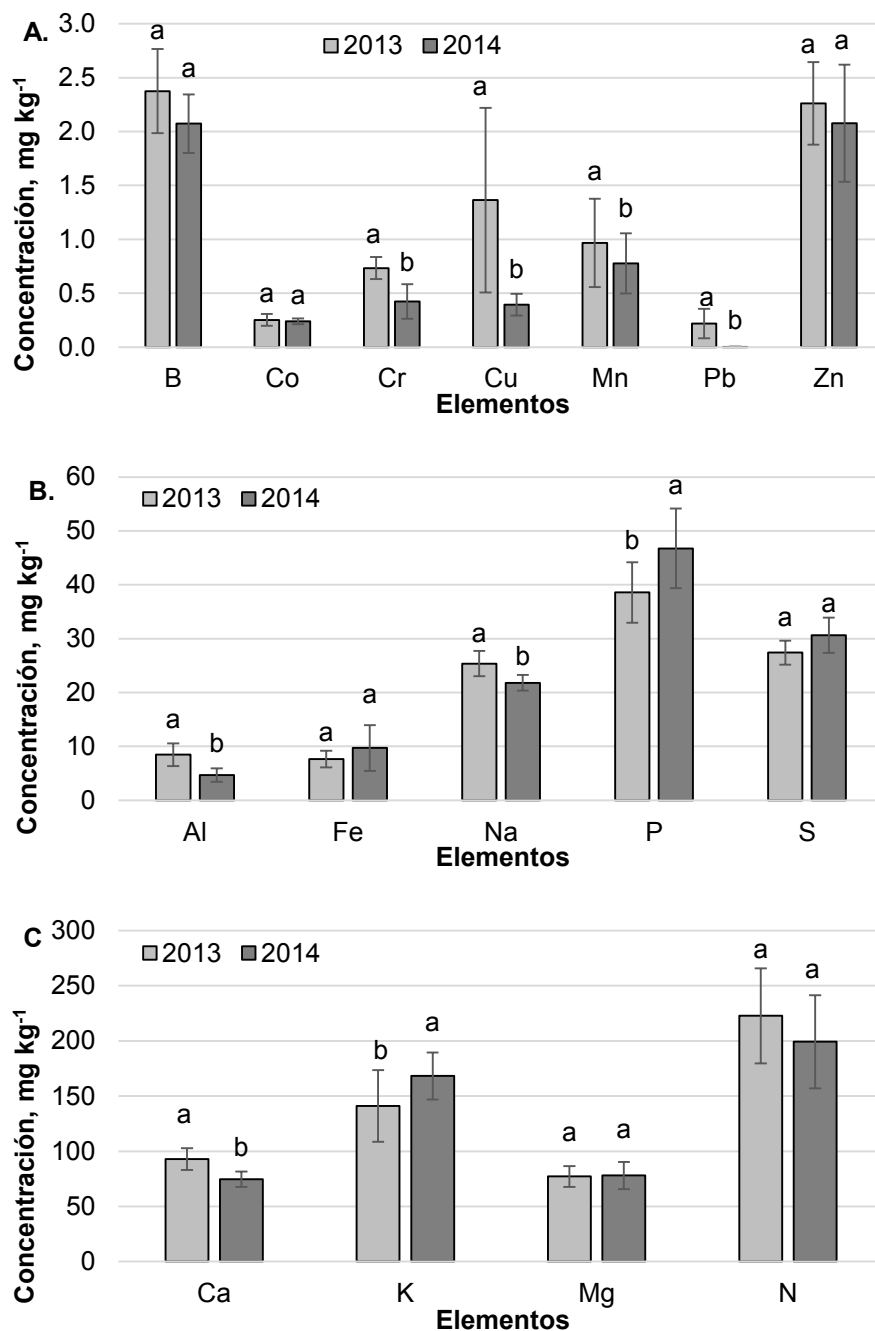 A.
2013 2014
Concentración, mg kg-1
3.0
2.5
2.0
1.5
1.0
0.5
0.0
a a a a a b a b a b a b a a
B Co Cr Cu Mn Pb Zn
Elementos
B.
2013 2014
Concentración, mg kg-1
60
50
40
30
20
10
0
a b a a a b b a a a
Al Fe Na P S
Elementos
C
2013 2014
Concentración, mg kg-1
300
250
200
150
100
50
0
a b b a a a a a
Ca K Mg N
Elementos